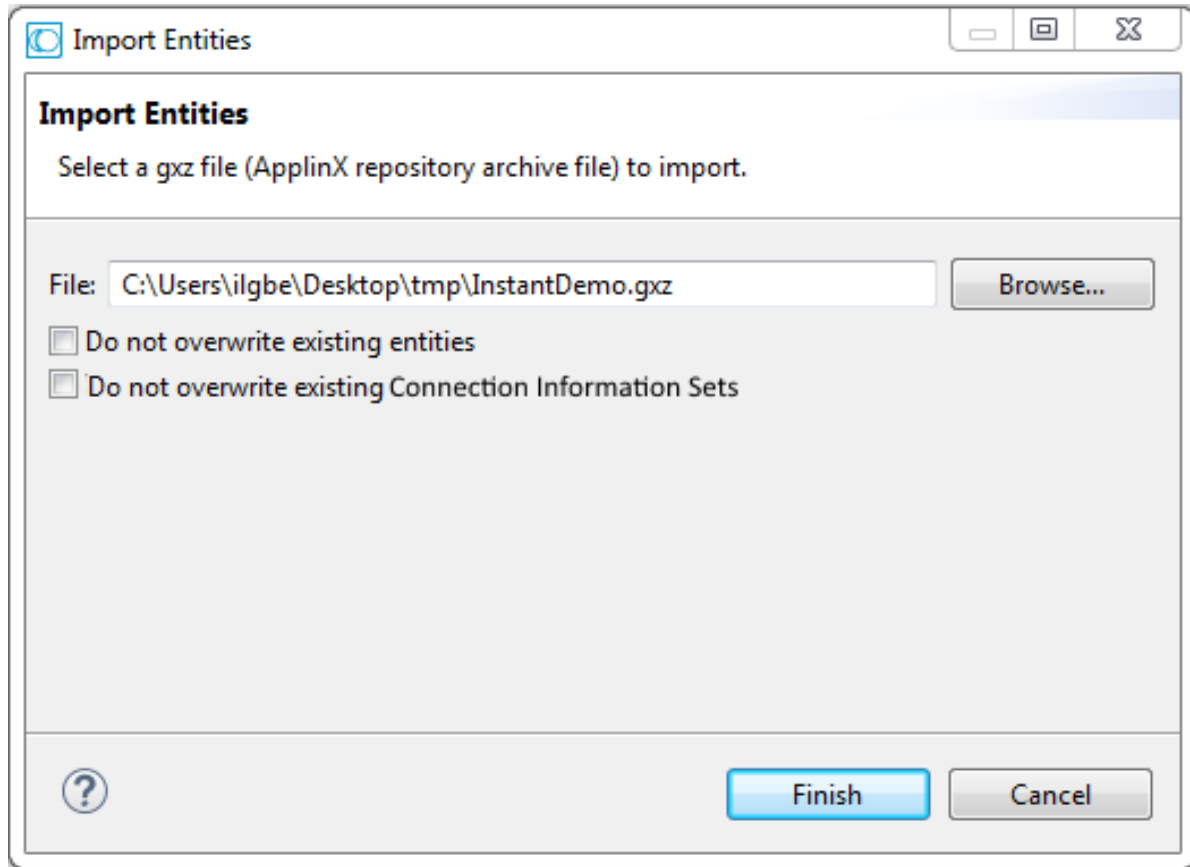 Import Entities
Import Entities
Select a gxz file (ApplinX repository archive file) to import.
File: C:\Users\ilgbe\Desktop\tmp\InstantDemo.gxz Browse...
Do not overwrite existing entities
Do not overwrite existing Connection Information Sets
? Finish Cancel